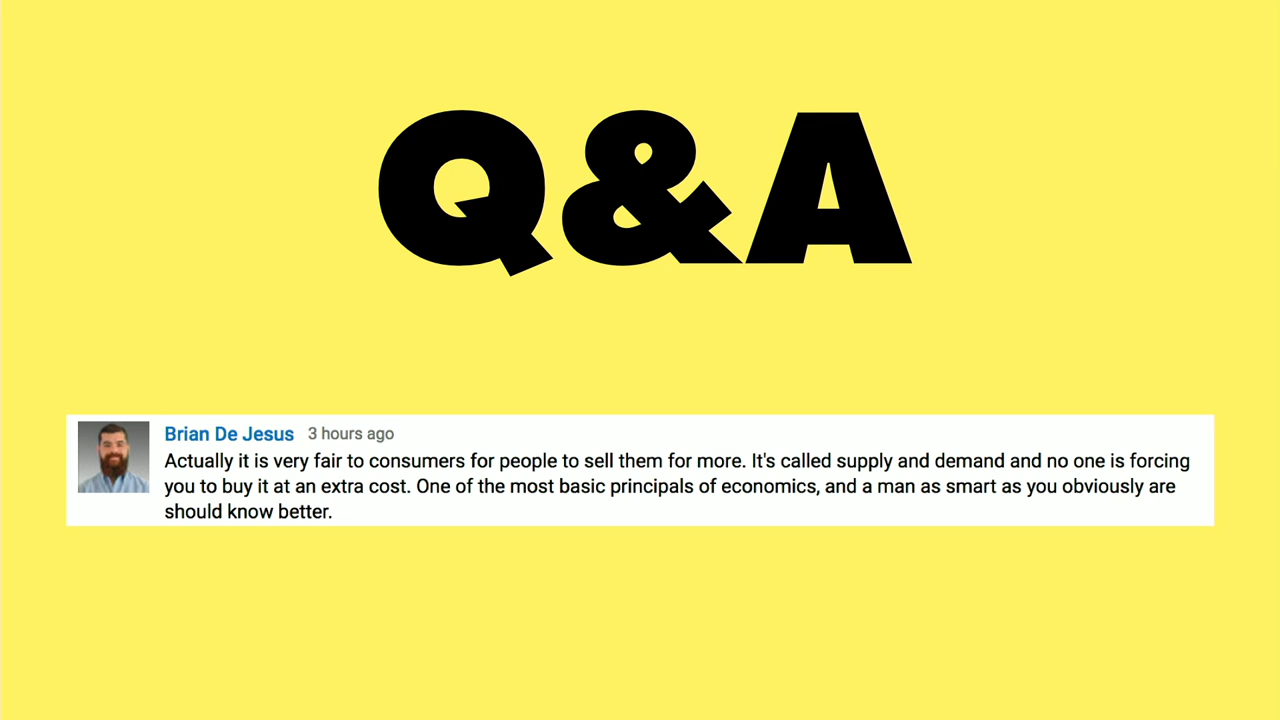 Q&A
Brian De Jesus 3 hours ago
Actually it is very fair to consumers for people to sell them for more. It's called supply and demand and no one is forcing
you to buy it at an extra cost. One of the most basic principals of economics, and a man as smart as you obviously are
should know better.